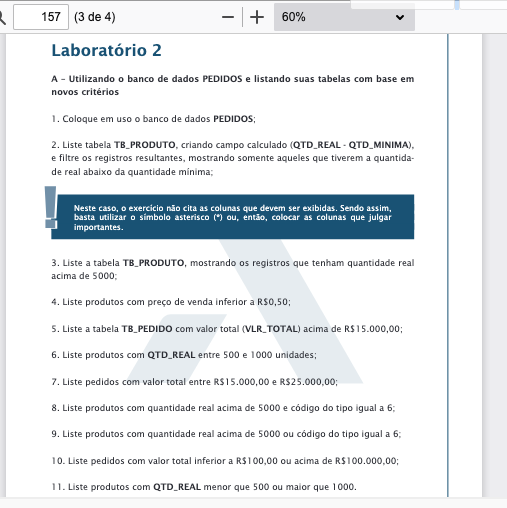 157
(3 de 4)
60%
Laboratório 2
A – Utilizando o banco de dados PEDIDOS e listando suas tabelas com base em
novos critérios
1. Coloque em uso o banco de dados PEDIDOS;
2. Liste tabela TB_PRODUTO, criando campo calculado (QTD_REAL - QTD_MINIMA),
e filtre os registros resultantes, mostrando somente aqueles que tiverem a quantida-
de real abaixo da quantidade mínima;
!
Neste caso, o exercício não cita as colunas que devem ser exibidas. Sendo assim,
basta utilizar o símbolo asterisco (*) ou, então, colocar as colunas que julgar
importantes.
3. Liste a tabela TB_PRODUTO, mostrando os registros que tenham quantidade real
acima de 5000;
4. Liste produtos com preço de venda inferior a R$0,50;
5. Liste a tabela TB_PEDIDO com valor total (VLR_TOTAL) acima de R$15.000,00;
6. Liste produtos com QTD_REAL entre 500 e 1000 unidades;
7. Liste pedidos com valor total entre R$15.000,00 e R$25.000,00;
8. Liste produtos com quantidade real acima de 5000 e código do tipo igual a 6;
9. Liste produtos com quantidade real acima de 5000 ou código do tipo igual a 6;
10. Liste pedidos com valor total inferior a R$100,00 ou acima de R$100.000,00;
11. Liste produtos com QTD_REAL menor que 500 ou maior que 1000.